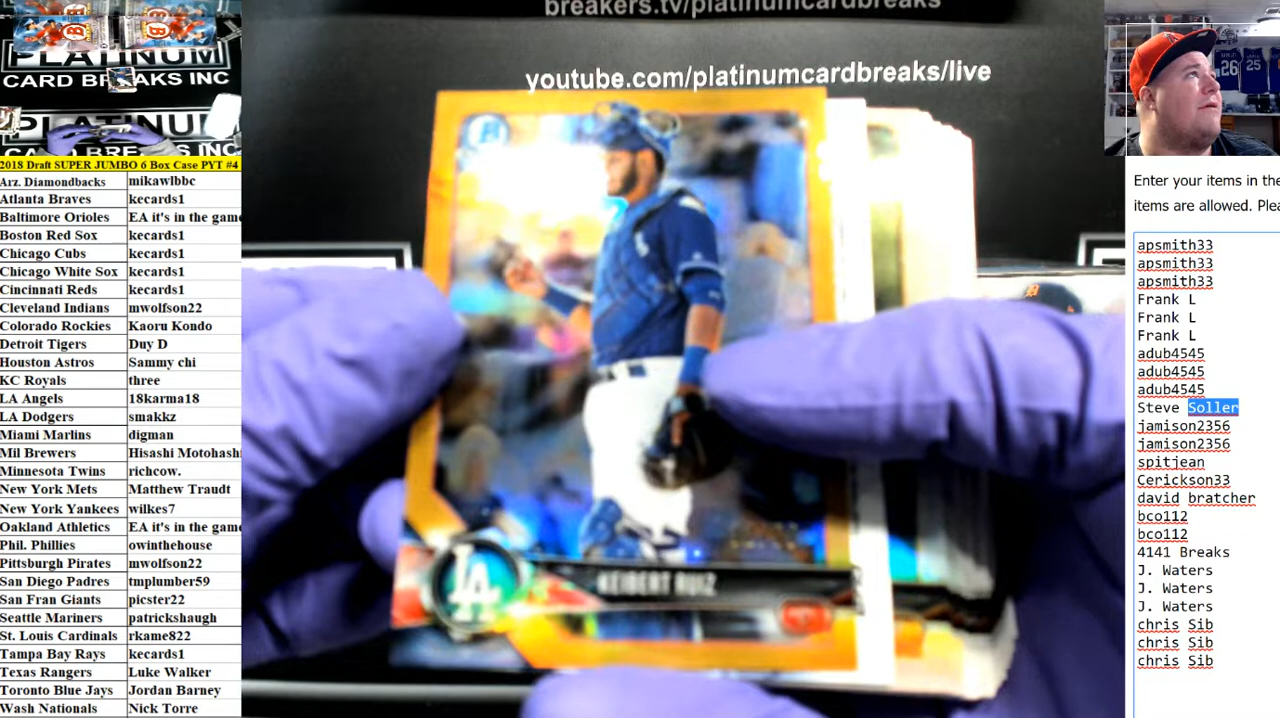 PLATINUM
CARD BREAKS INC
PLATINUM
CARD BREAKS INC
2018 Draft SUPER JUMBO 6 Box Case PYT #4
Arz. Diamondbacks mikawlbbc
Atlanta Braves kecards1
Baltimore Orioles EA it's in the game
Boston Red Sox kecards1
Chicago Cubs kecards1
Chicago White Sox kecards1
Cincinnati Reds kecards1
Cleveland Indians mwolfson22
Colorado Rockies Kaoru Kondo
Detroit Tigers Duy D
Houston Astros Sammy chi
KC Royals three
LA Angels 18karma18
LA Dodgers smakkz
Miami Marlins digman
Mil Brewers Hisashi Motohashi
Minnesota Twins richcow.
New York Mets Matthew Traudt
New York Yankees wilkes7
Oakland Athletics EA it's in the game
Phil. Phillies owinthehouse
Pittsburgh Pirates mwolfson22
San Diego Padres tmplumber59
San Fran Giants picster22
Seattle Mariners patrickshaugh
St. Louis Cardinals rkame822
Tampa Bay Rays kecards1
Texas Rangers Luke Walker
Toronto Blue Jays Jordan Barney
Wash Nationals Nick Torre
breakers.tv/platinumcardbreaks
youtube.com/platinumcardbreaks/live
B
LA
KEIBERT RUIZ
26
25
Enter your items in the
items are allowed. Plea
apsmith33
apsmith33
apsmith33
Frank L
Frank L
Frank L
adub4545
adub4545
adub4545
Steve Soller
jamison2356
jamison2356
spitjean
Cerickson33
david bratcher
bco112
bco112
4141 Breaks
J. Waters
J. Waters
J. Waters
chris Sib
chris Sib
chris Sib